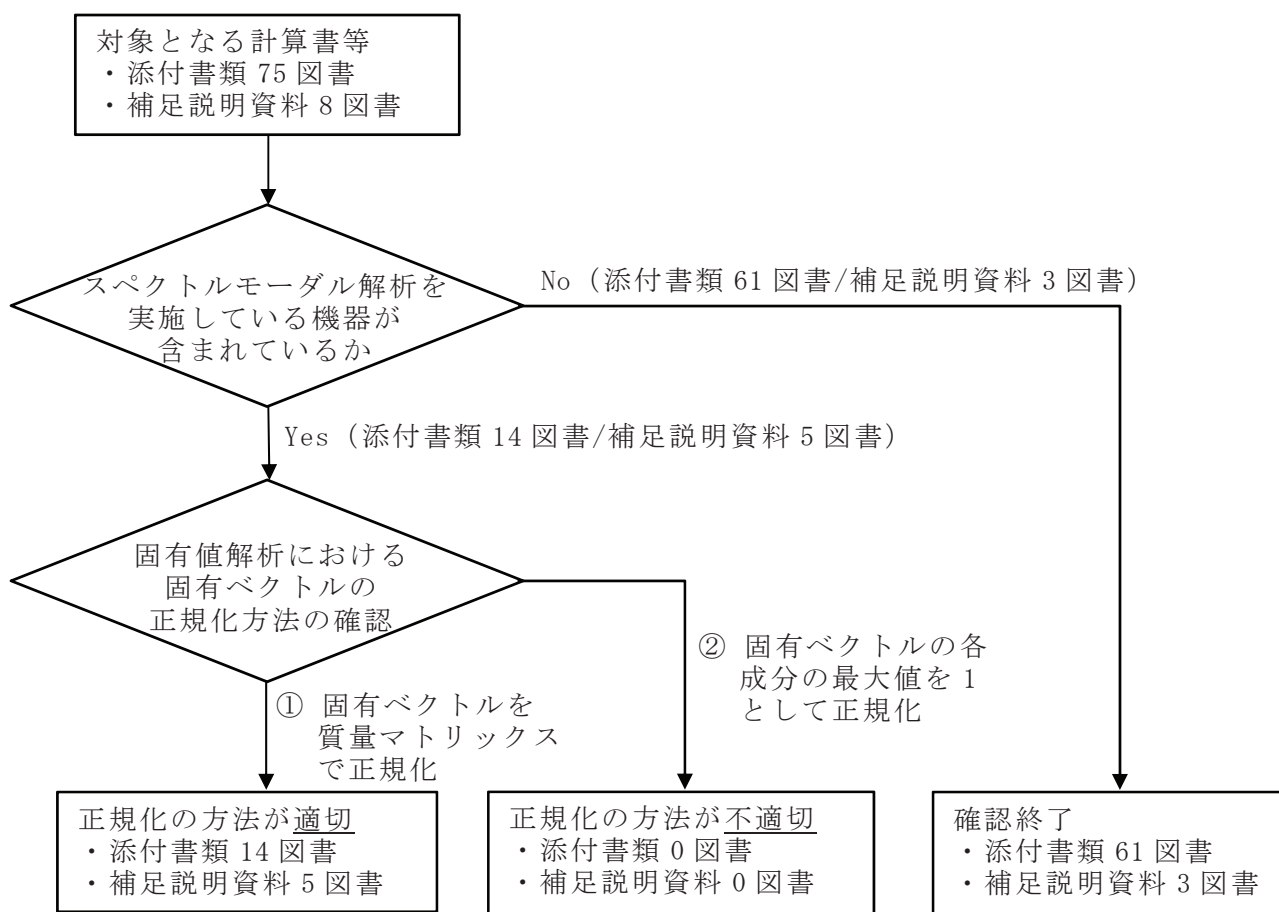 対象となる計算書等
・添付書類 75 図書
・補足説明資料 8 図書
スペクトルモーダル解析を
実施している機器が
含まれているか
No (添付書類 61 図書/補足説明資料 3 図書)
Yes (添付書類 14 図書/補足説明資料 5 図書)
固有値解析における
固有ベクトルの
正規化方法の確認
① 固有ベクトルを
質量マトリックス
で正規化
② 固有ベクトルの各
成分の最大値を 1
として正規化
正規化の方法が適切
・添付書類 14 図書
・補足説明資料 5 図書
正規化の方法が不適切
・添付書類 0 図書
・補足説明資料 0 図書
確認終了
・添付書類 61 図書
・補足説明資料 3 図書